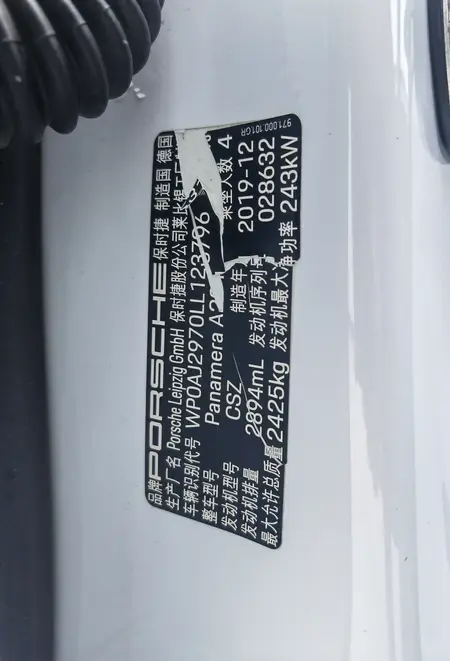 品牌 PORSCHE 保时捷 制造国 德国
生产厂名 Porsche Leipzig GmbH 保时捷股份公司莱比锡工厂
车辆识别代号 WP0AJ2970LL123796
整车型号 Panamera 乘坐人数 4
发动机型号 CSZ 制造年 2019-12
发动机排量 2894mL 发动机序列号 028632
最大允许总质量 2425kg 发动机最大净功率 243kW
971.000.101GR